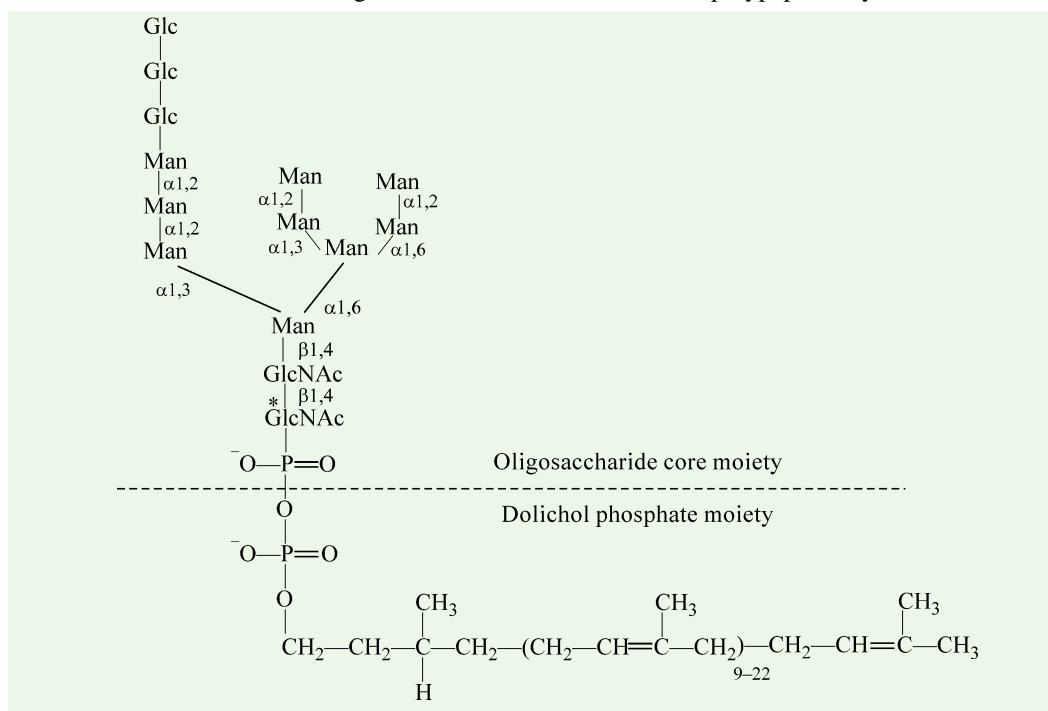 Glc
Glc
Glc
Man
α1,2
Man
α1,2
Man
α1,3
Man
α1,2
Man
α1,3
Man
α1,2
Man
α1,6
Man
α1,6
Man
β1,4
GlcNAc
β1,4
*
GlcNAc
⁻O—P=O
Oligosaccharide core moiety
O
Dolichol phosphate moiety
⁻O—P=O
O
CH₃
CH₃
CH₃
CH₂—CH₂—C—CH₂—(CH₂—CH=C—CH₂)—CH₂—CH=C—CH₃
9–22
H